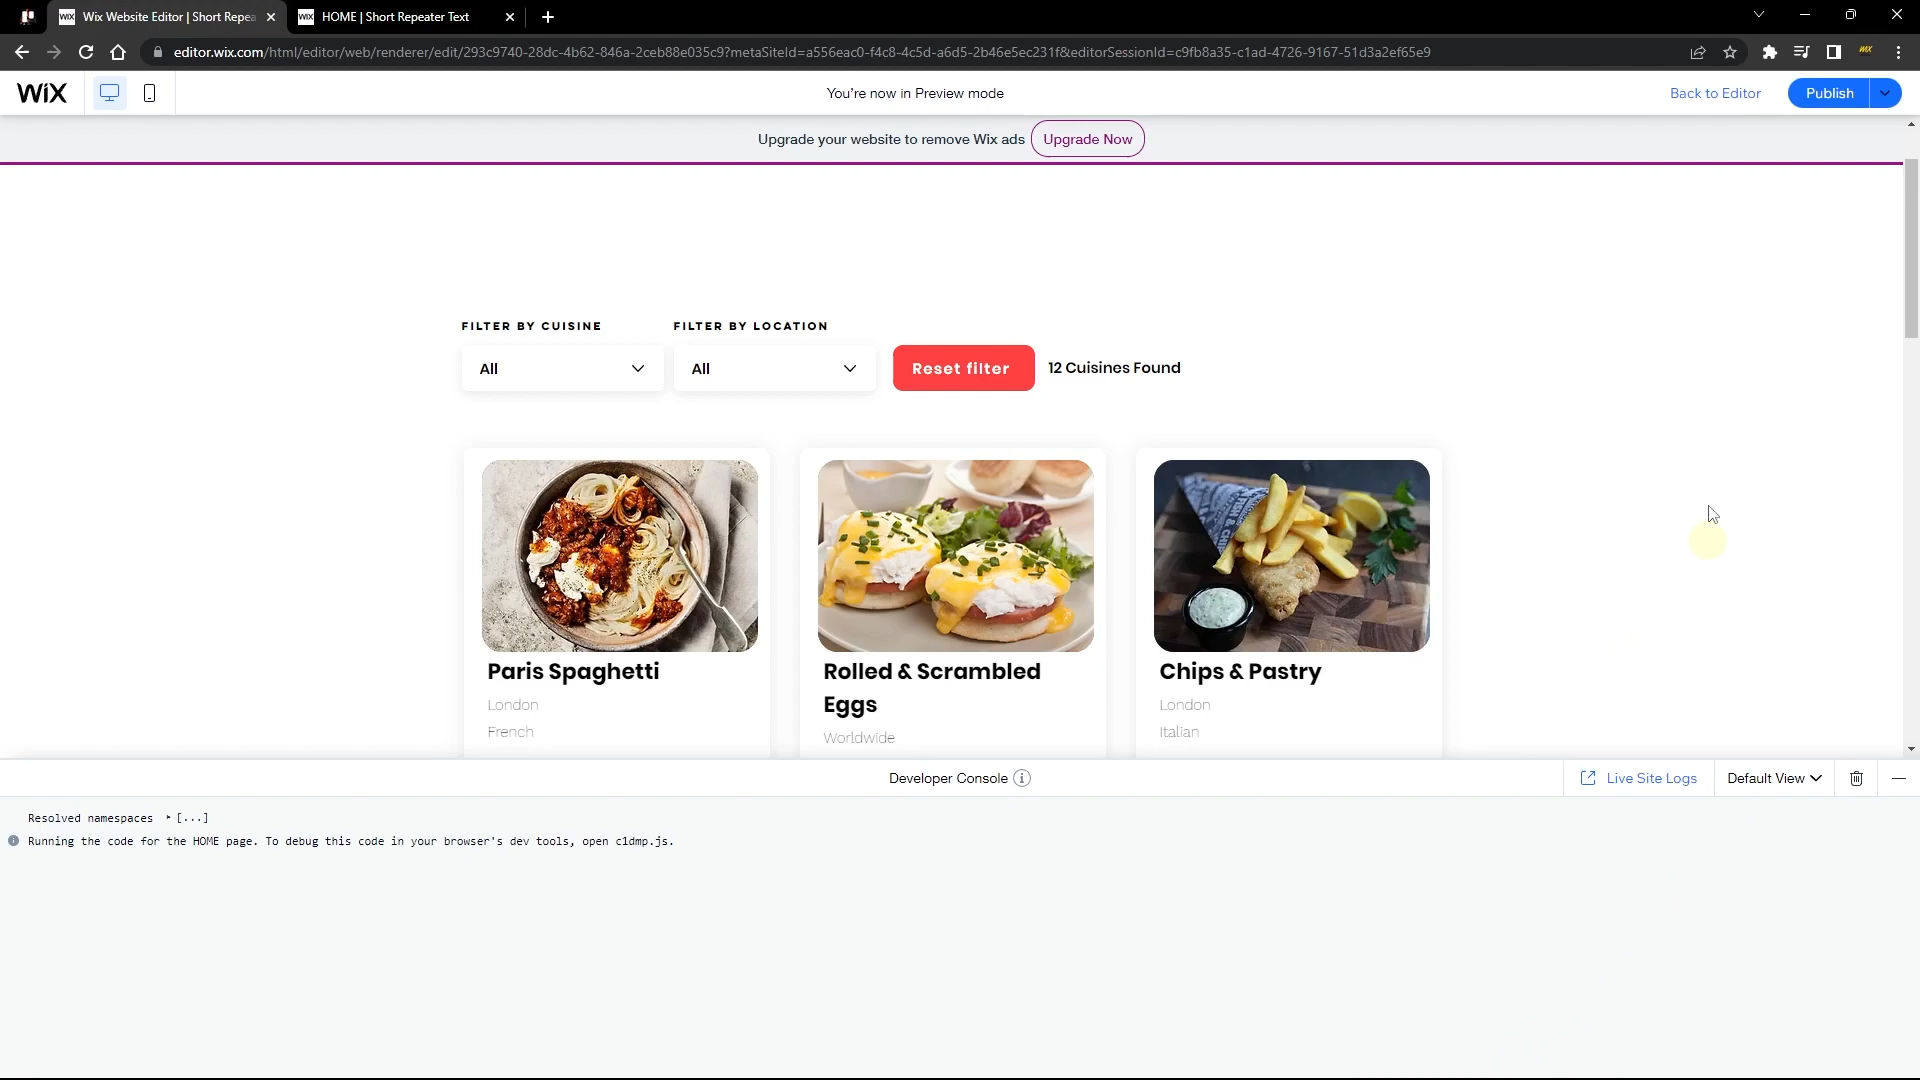 Wix Website Editor | Short Repea
HOME | Short Repeater Text
editor.wix.com/html/editor/web/renderer/edit/293c9740-28dc-4b62-846a-2ceb88e035c9?metaSiteId=a556eac0-f4c8-4c5d-a6d5-2b46e5ec231f&editorSessionId=c9fb8a35-c1ad-4726-9167-51d3a2ef65e9
WiX
You're now in Preview mode
Back to Editor
Publish
Upgrade your website to remove Wix ads
Upgrade Now
FILTER BY CUISINE
FILTER BY LOCATION
All
All
Reset filter
12 Cuisines Found
Paris Spaghetti
London
French
Rolled & Scrambled
Eggs
Worldwide
Chips & Pastry
London
Italian
Developer Console
Live Site Logs
Default View
Resolved namespaces ▸ [...]
Running the code for the HOME page. To debug this code in your browser's dev tools, open c1dmp.js.